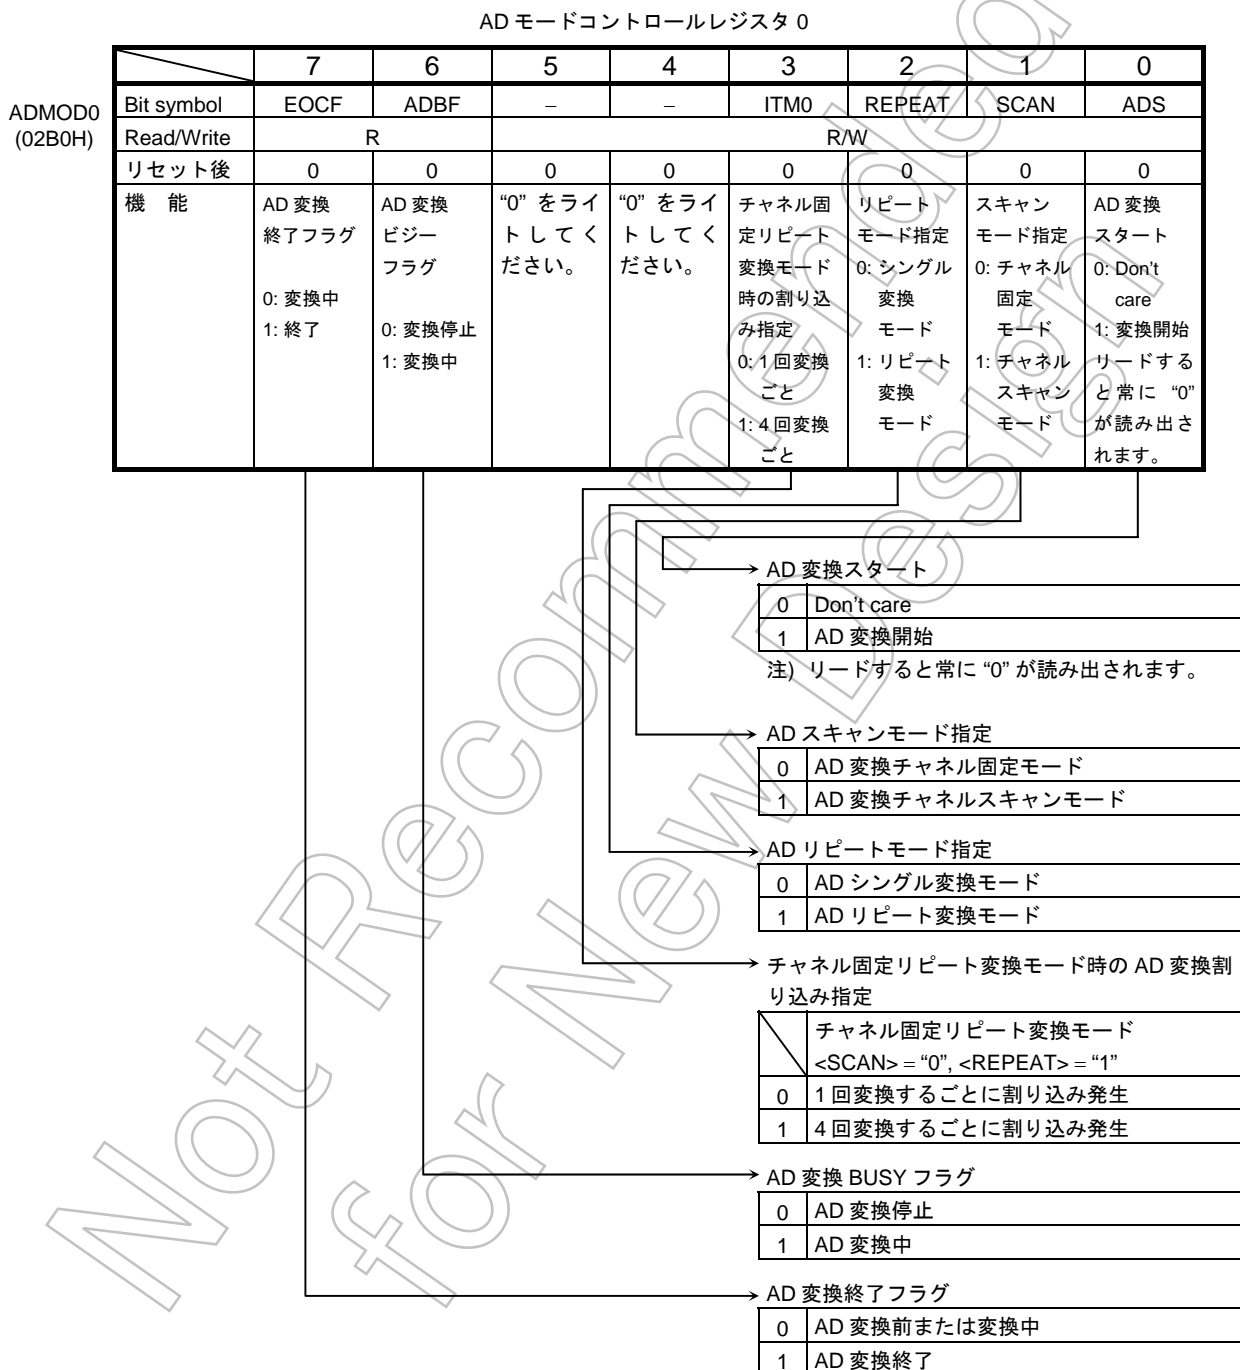 AD モードコントロールレジスタ 0
7 6 5 4 3 2 1 0
ADMOD0
(02B0H)
Bit symbol EOCF ADBF – – ITM0 REPEAT SCAN ADS
Read/Write R R/W
リセット後 0 0 0 0 0 0 0 0
機 能
AD 変換
終了フラグ
0: 変換中
1: 終了
AD 変換
ビジー
フラグ
0: 変換停止
1: 変換中
“0” をライ
トしてく
ださい。
“0” をライ
トしてく
ださい。
チャネル固
定リピート
変換モード
時の割り込
み指定
0: 1 回変換
ごと
1: 4 回変換
ごと
リピート
モード指定
0: シングル
変換
モード
1: リピート
変換
モード
スキャン
モード指定
0: チャネル
固定
モード
1: チャネル
スキャン
モード
AD 変換
スタート
0: Don't
care
1: 変換開始
リードする
と常に “0”
が読み出さ
れます。
AD 変換スタート
0 Don’t care
1 AD 変換開始
注) リードすると常に “0” が読み出されます。
AD スキャンモード指定
0 AD 変換チャネル固定モード
1 AD 変換チャネルスキャンモード
AD リピートモード指定
0 AD シングル変換モード
1 AD リピート変換モード
チャネル固定リピート変換モード時の AD 変換割
り込み指定
チャネル固定リピート変換モード
<SCAN> = “0”, <REPEAT> = “1”
0 1 回変換するごとに割り込み発生
1 4 回変換するごとに割り込み発生
AD 変換 BUSY フラグ
0 AD 変換停止
1 AD 変換中
AD 変換終了フラグ
0 AD 変換前または変換中
1 AD 変換終了
Not Recommended
for New Design